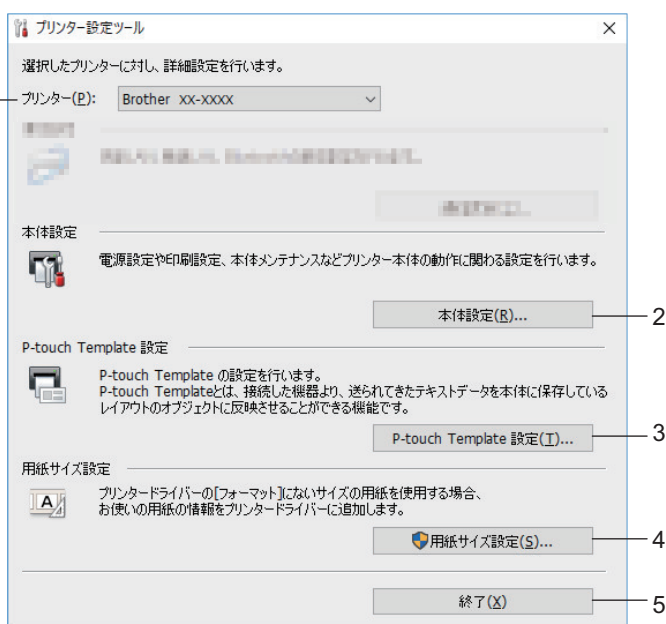 プリンター設定ツール
選択したプリンターに対し、詳細設定を行います。
プリンター(P): Brother XX-XXXX
本体設定
電源設定や印刷設定、本体メンテナンスなどプリンター本体の動作に関わる設定を行います。
本体設定(R)... 2
P-touch Template 設定
P-touch Template の設定を行います。
P-touch Templateとは、接続した機器より、送られてきたテキストデータを本体に保存している
レイアウトのオブジェクトに反映させることができる機能です。
P-touch Template 設定(T)... 3
用紙サイズ設定
プリンタードライバーの[フォーマット]にないサイズの用紙を使用する場合、
お使いの用紙の情報をプリンタードライバーに追加します。
用紙サイズ設定(S)... 4
終了(X) 5